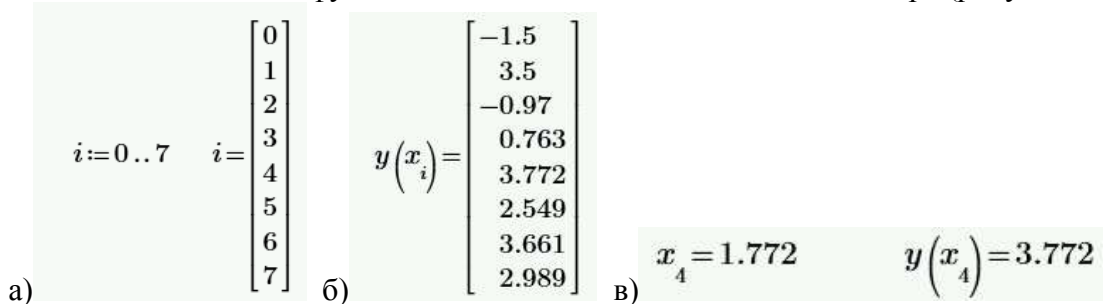 а) i:=0..7 i=[0 1 2 3 4 5 6 7]
б) y(x_i)=[-1.5 3.5 -0.97 0.763 3.772 2.549 3.661 2.989]
в) x_4=1.772 y(x_4)=3.772